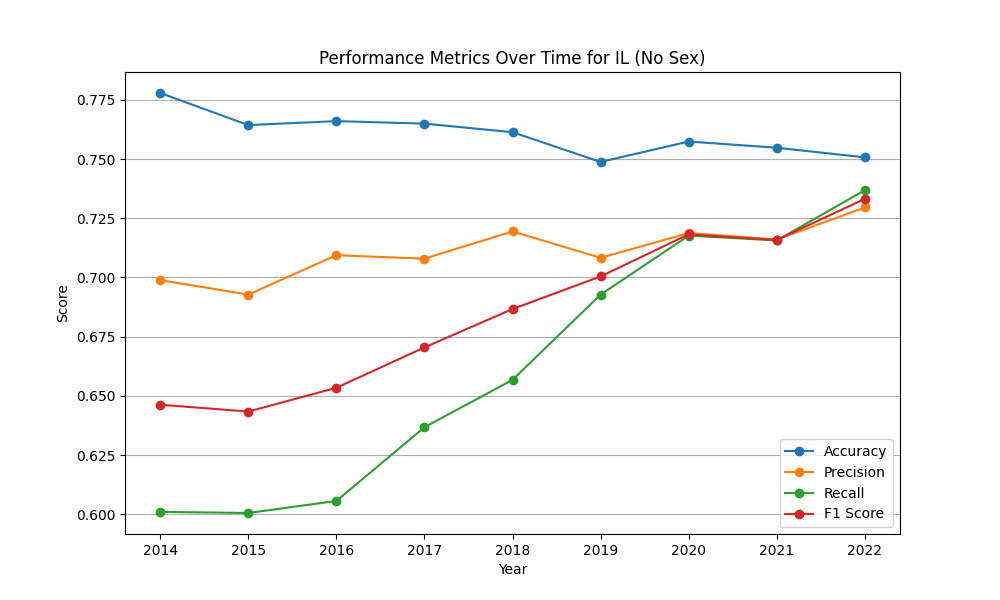 Performance Metrics Over Time for IL (No Sex)
0.775
0.750
0.725
0.700
0.675
0.650
0.625
0.600
Score
2014 2015 2016 2017 2018 2019 2020 2021 2022
Year
Accuracy
Precision
Recall
F1 Score